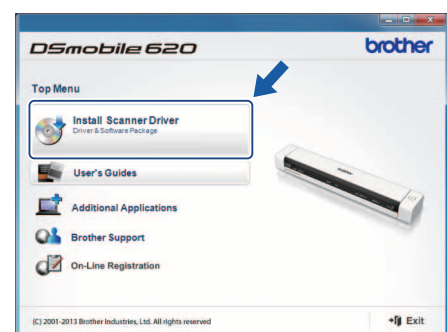 DSmobile 620
brother
Top Menu
Install Scanner Driver
Driver & Software Package
User's Guides
Additional Applications
Brother Support
On-Line Registration
(C) 2001-2013 Brother Industries, Ltd. All rights reserved
Exit